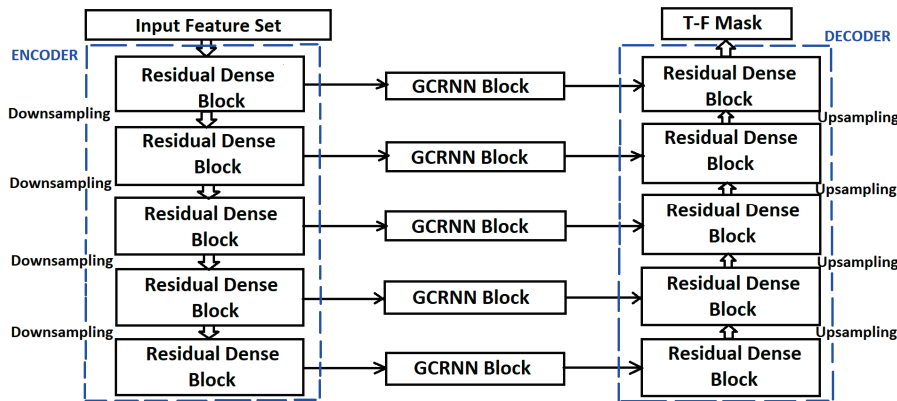 Input Feature Set
T-F Mask
ENCODER
DECODER
Residual Dense
Block
GCRNN Block
Residual Dense
Block
Downsampling
Upsampling
Residual Dense
Block
GCRNN Block
Residual Dense
Block
Downsampling
Upsampling
Residual Dense
Block
GCRNN Block
Residual Dense
Block
Downsampling
Upsampling
Residual Dense
Block
GCRNN Block
Residual Dense
Block
Downsampling
Upsampling
Residual Dense
Block
GCRNN Block
Residual Dense
Block